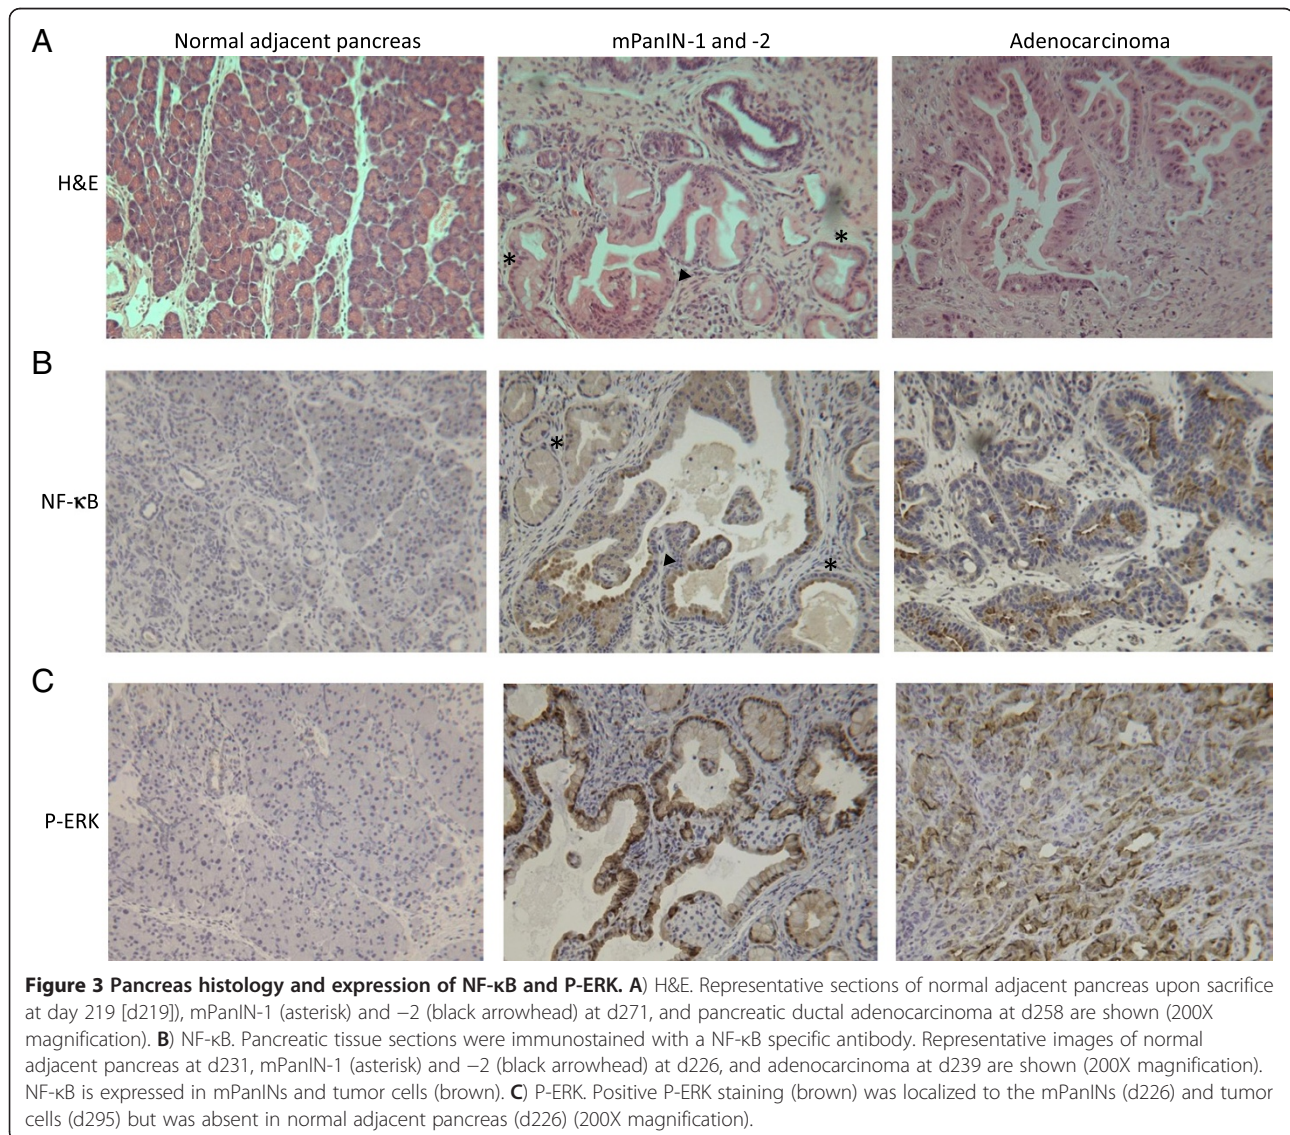 A
Normal adjacent pancreas
mPanIN-1 and -2
Adenocarcinoma
H&E
*
*
B
NF-κB
*
*
C
P-ERK
Figure 3 Pancreas histology and expression of NF-κB and P-ERK. A) H&E. Representative sections of normal adjacent pancreas upon sacrifice
at day 219 [d219]), mPanIN-1 (asterisk) and −2 (black arrowhead) at d271, and pancreatic ductal adenocarcinoma at d258 are shown (200X
magnification). B) NF-κB. Pancreatic tissue sections were immunostained with a NF-κB specific antibody. Representative images of normal
adjacent pancreas at d231, mPanIN-1 (asterisk) and −2 (black arrowhead) at d226, and adenocarcinoma at d239 are shown (200X magnification).
NF-κB is expressed in mPanINs and tumor cells (brown). C) P-ERK. Positive P-ERK staining (brown) was localized to the mPanINs (d226) and tumor
cells (d295) but was absent in normal adjacent pancreas (d226) (200X magnification).